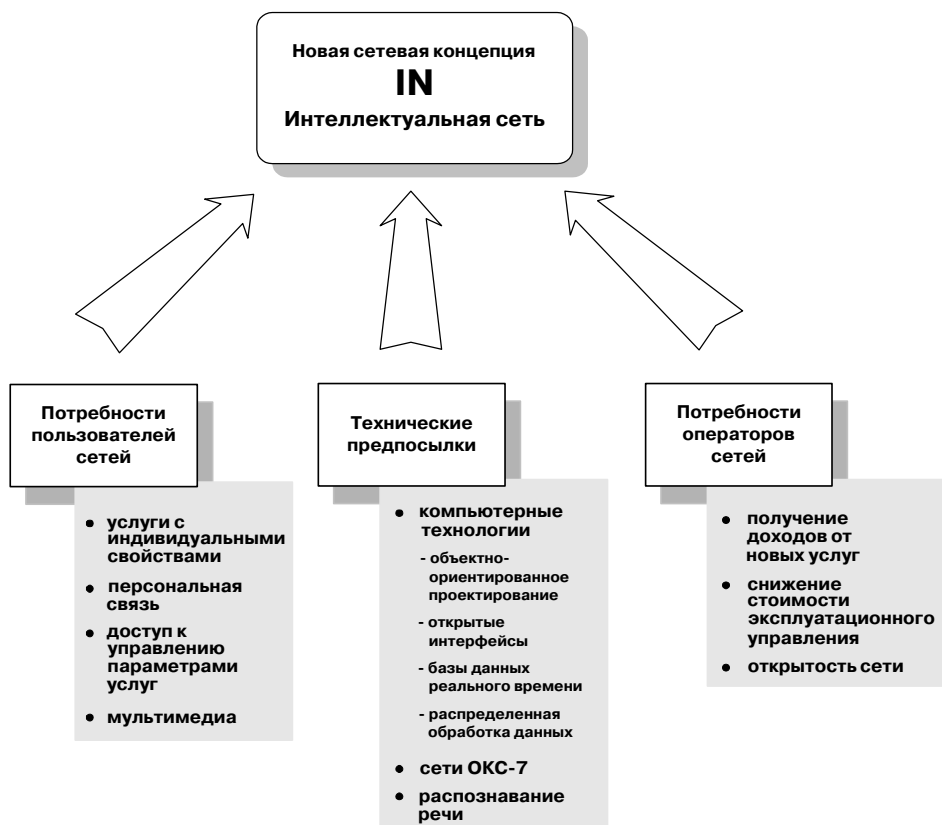 Новая сетевая концепция
IN
Интеллектуальная сеть
Потребности
пользователей
сетей
• услуги с
индивидуальными
свойствами
• персональная
связь
• доступ к
управлению
параметрами
услуг
• мультимедиа
Технические
предпосылки
• компьютерные
технологии
- объектно-
ориентированное
проектирование
- открытые
интерфейсы
- базы данных
реального времени
- распределенная
обработка данных
• сети ОКС-7
• распознавание
речи
Потребности
операторов
сетей
• получение
доходов от
новых услуг
• снижение
стоимости
эксплуатационного
управления
• открытость сети